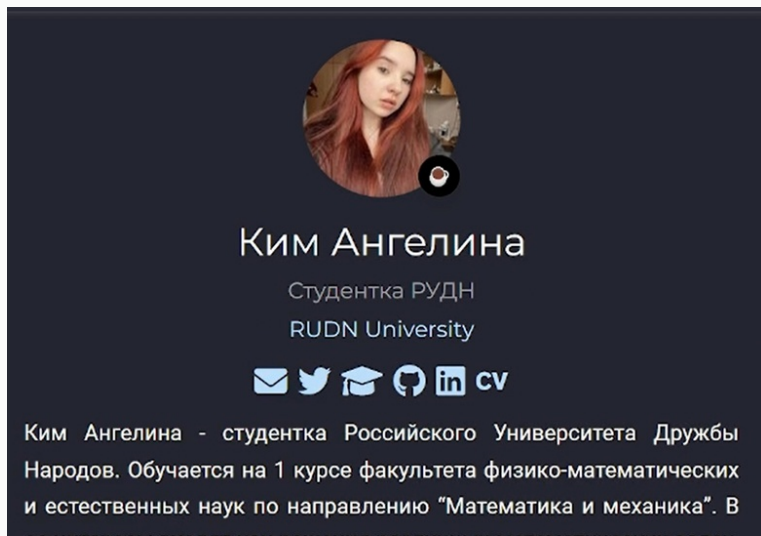 Ким Ангелина
Студентка РУДН
RUDN University
in CV
Ким Ангелина - студентка Российского Университета Дружбы
Народов. Обучается на 1 курсе факультета физико-математических
и естественных наук по направлению “Математика и механика”. В